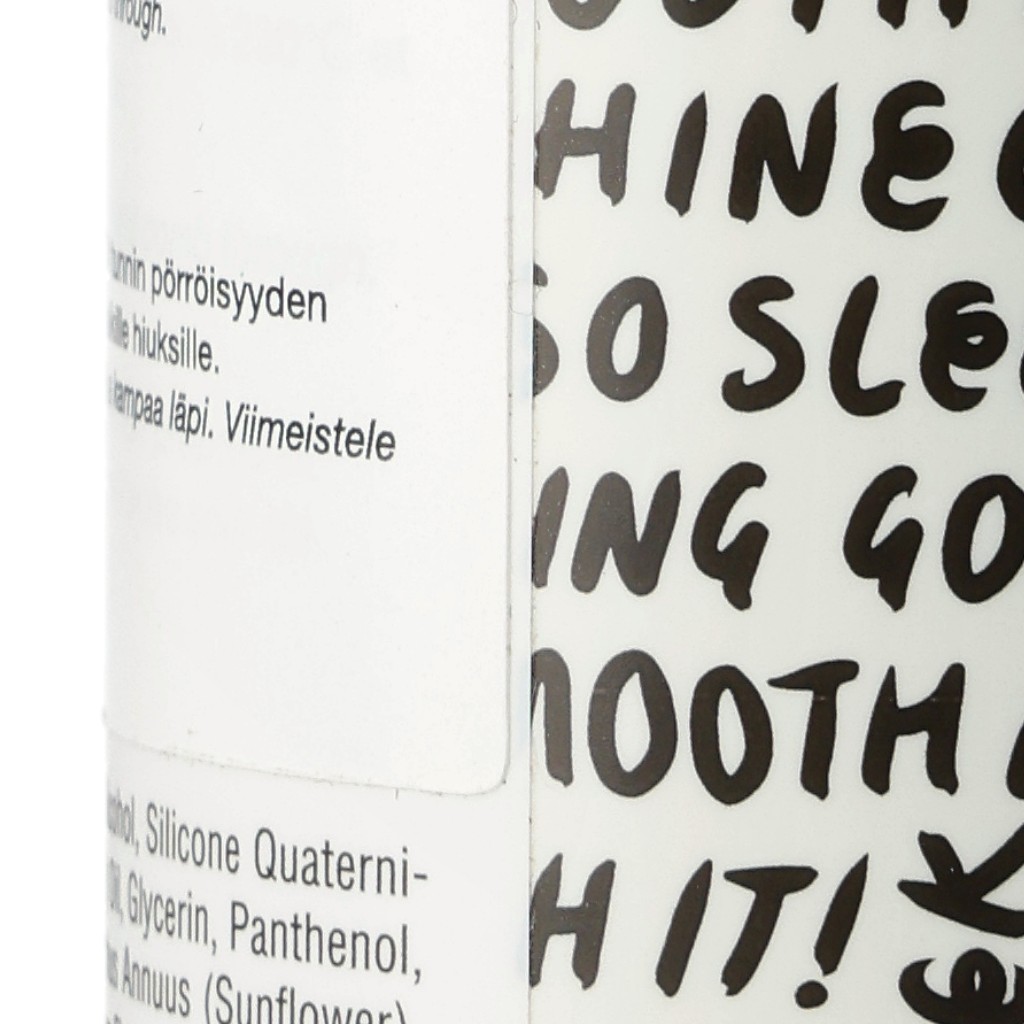 through.
pörröisyyden
hiuksille.
kampaa läpi. Viimeistele
Silicone Quaterni-
Oil, Glycerin, Panthenol,
Annuus (Sunflower)
HINE
SO SLE
ING GO
MOOTH
H IT!